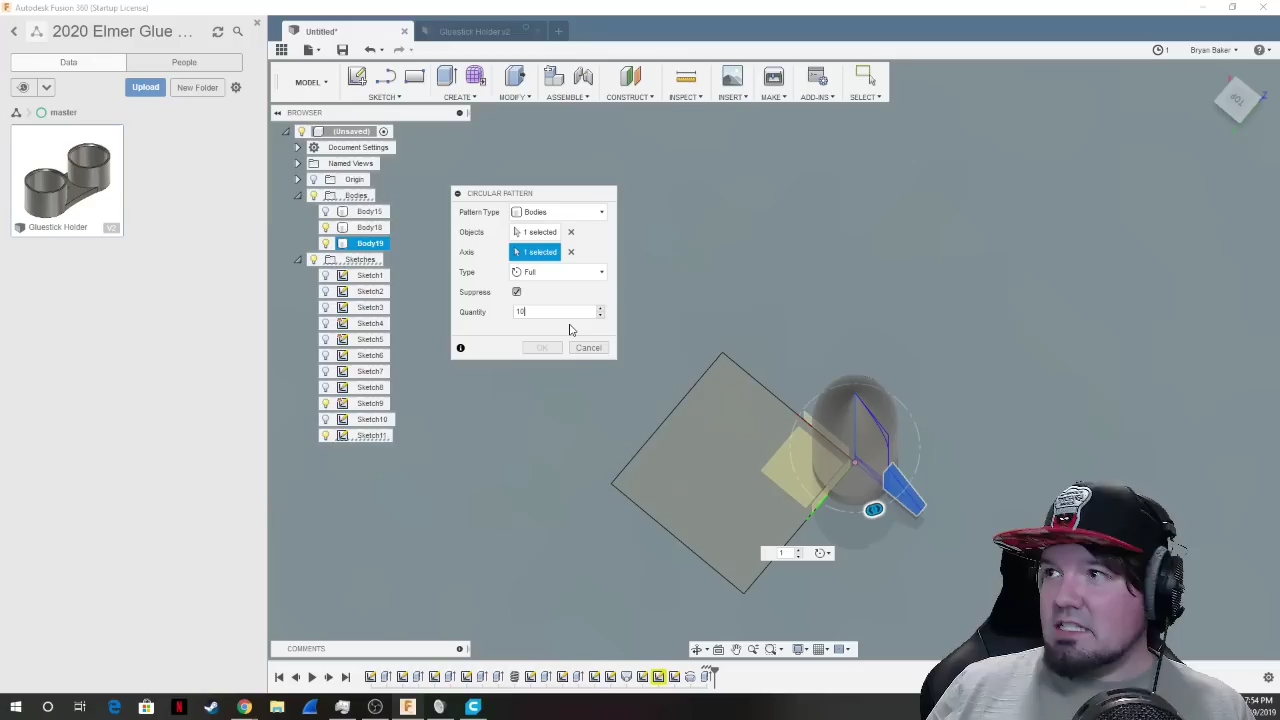 Autodesk Fusion 360 (Startup License)
2020 Elmer Glue ...
Untitled*
Gluestick Holder v2
Data
People
1
Bryan Baker
Upload
New Folder
MODEL
SKETCH
CREATE
MODIFY
ASSEMBLE
CONSTRUCT
INSPECT
INSERT
MAKE
ADD-INS
SELECT
master
BROWSER
(Unsaved)
Document Settings
Named Views
Origin
Bodies
Body15
Body18
Body19
Sketches
Sketch1
Sketch2
Sketch3
Sketch4
Sketch5
Sketch6
Sketch7
Sketch8
Sketch9
Sketch10
Sketch11
Gluestick Holder
V2
CIRCULAR PATTERN
Pattern Type
Bodies
Objects
1 selected
Axis
1 selected
Type
Full
Suppress
Quantity
10
OK
Cancel
TOP
Z
1
COMMENTS
7:54 PM